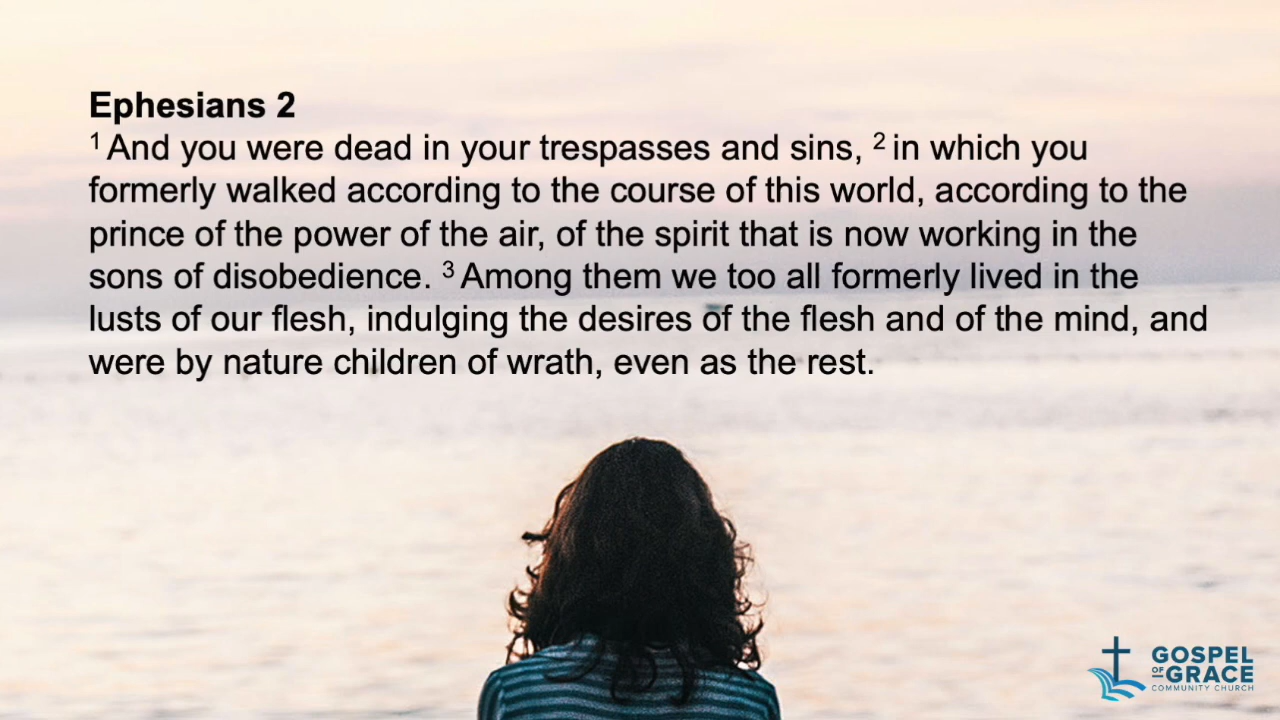 Ephesians 2
¹ And you were dead in your trespasses and sins, ² in which you
formerly walked according to the course of this world, according to the
prince of the power of the air, of the spirit that is now working in the
sons of disobedience. ³ Among them we too all formerly lived in the
lusts of our flesh, indulging the desires of the flesh and of the mind, and
were by nature children of wrath, even as the rest.
GOSPEL
OF GRACE
COMMUNITY CHURCH